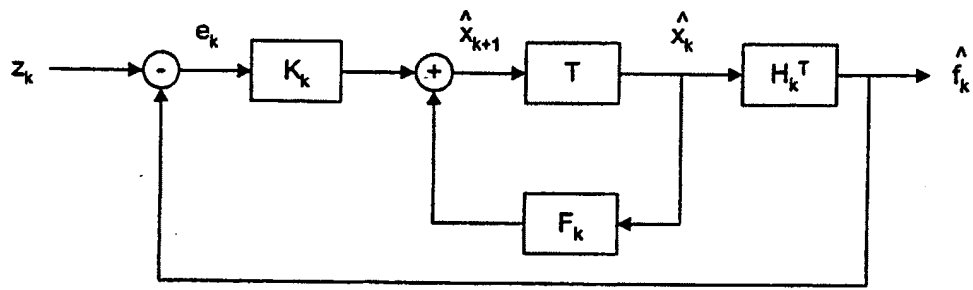 z_k
-
e_k
K_k
+
x̂_{k+1}
T
x̂_k
H_k^T
f̂_k
F_k